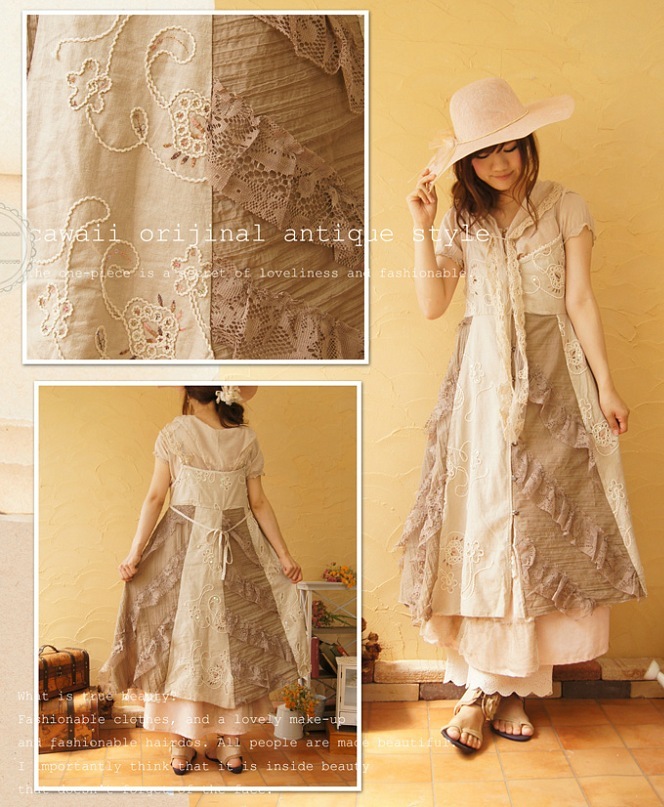 cawaii orijinal antique style
the one-piece is a secret of loveliness and fashionable.
What is true beauty?
Fashionable clothes, and a lovely make-up
and fashionable hairdos. All people are made beautiful.
I importantly think that it is inside beauty
that doesn't forget of the face.